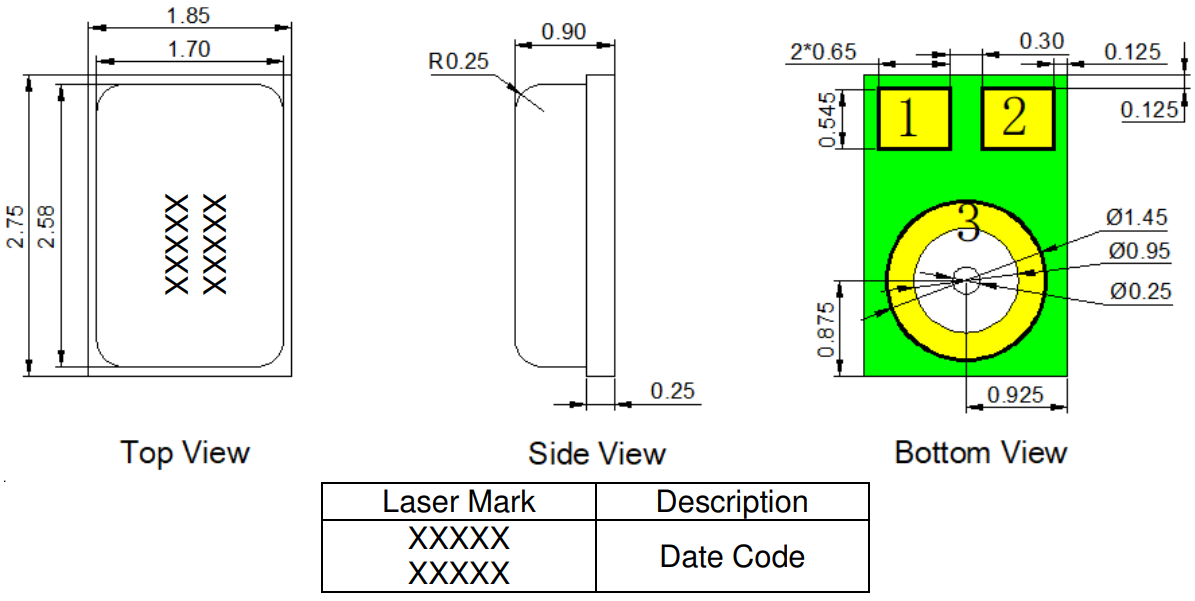 1.85
1.70
2.75
2.58
XXXXX
XXXXX
Top View
0.90
R0.25
0.25
Side View
2*0.65
0.30
0.125
0.125
0.545
1
2
3
Ø1.45
Ø0.95
Ø0.25
0.875
0.925
Bottom View
Laser Mark
Description
XXXXX
XXXXX
Date Code